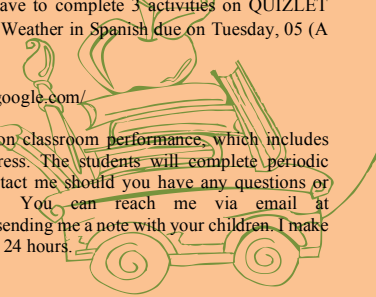 ave to complete 3 activities on QUIZLET
Weather in Spanish due on Tuesday, 05 (A
google.com/
on classroom performance, which includes
ress. The students will complete periodic
tact me should you have any questions or
You can reach me via email at
sending me a note with your children. I make
24 hours.